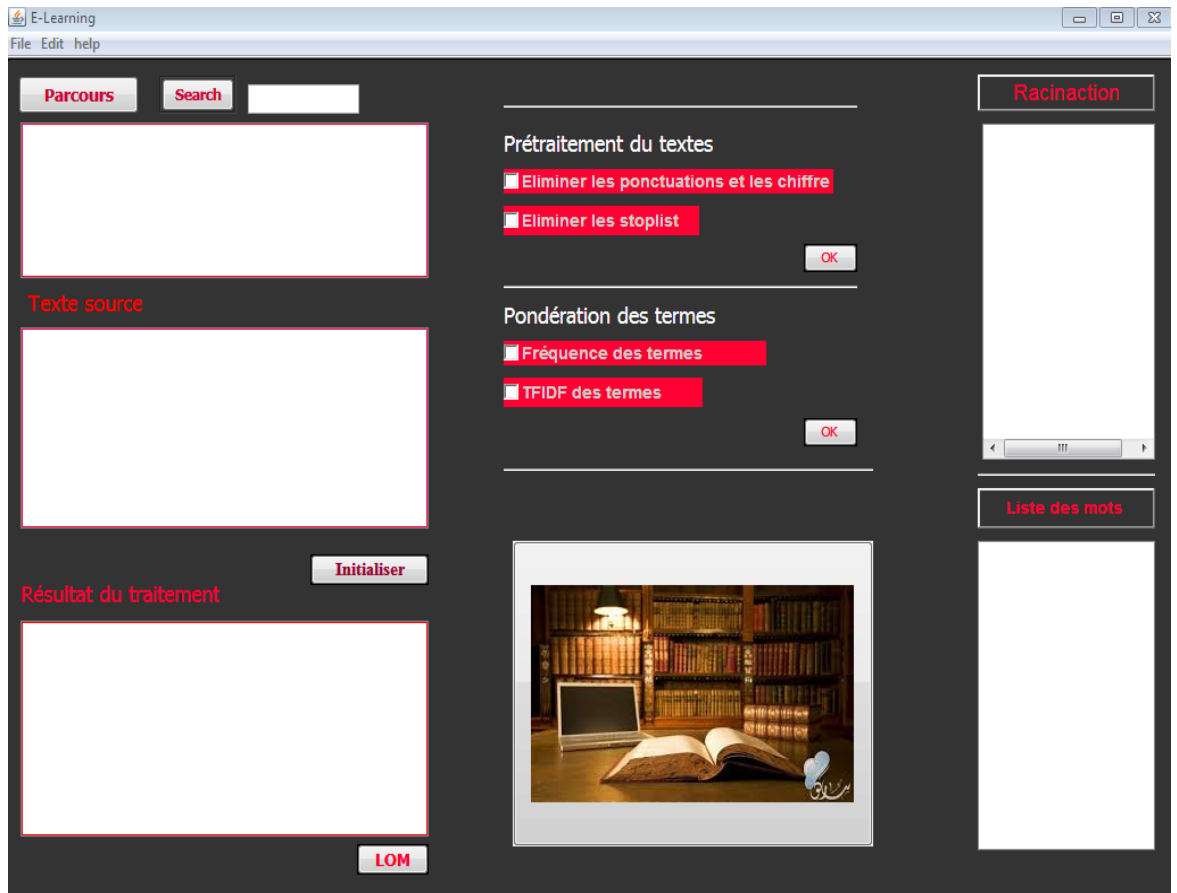 E-Learning
File Edit help
Parcours
Search
Texte source
Initialiser
Résultat du traitement
LOM
Prétraitement du textes
Eliminer les ponctuations et les chiffre
Eliminer les stoplist
OK
Pondération des termes
Fréquence des termes
TFIDF des termes
OK
Racinaction
Liste des mots